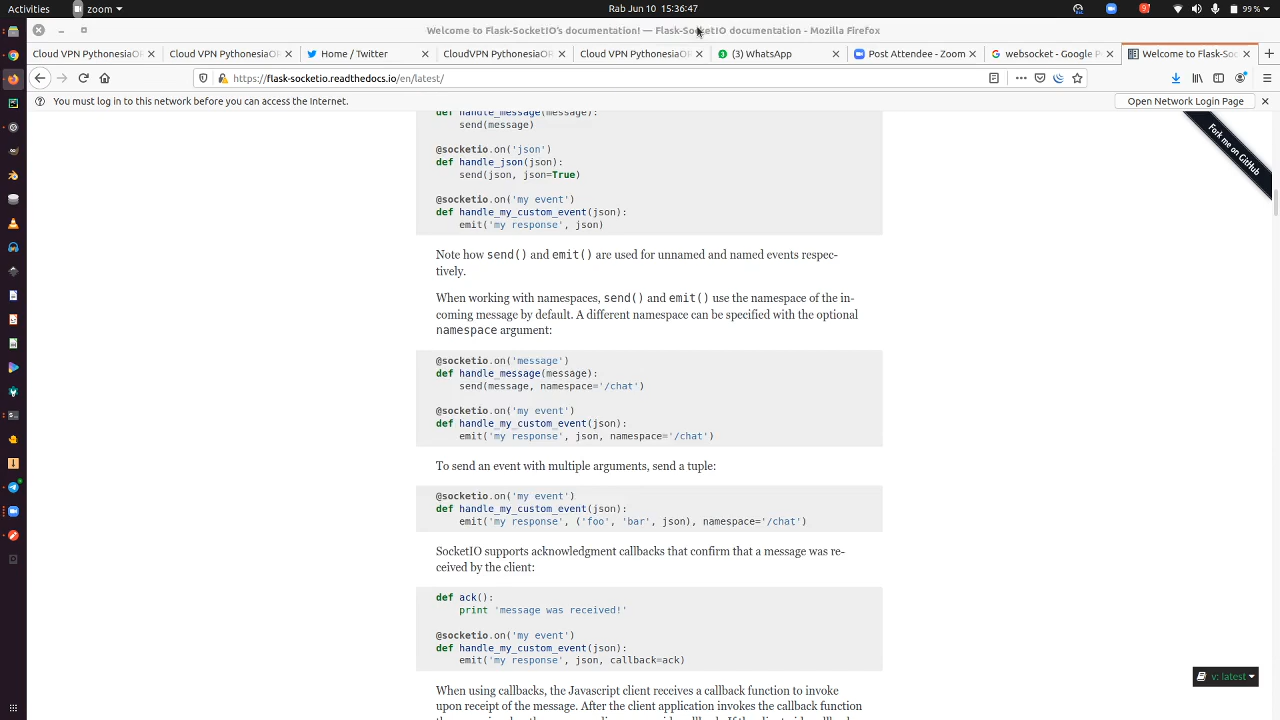 Activities zoom Rab Jun 10 15:36:47 99 %
Welcome to Flask-SocketIO's documentation! — Flask-SocketIO documentation - Mozilla Firefox
Cloud VPN PythonesiaOR Cloud VPN PythonesiaOR Home / Twitter CloudVPN PythonesiaOR Cloud VPN PythonesiaOR (3) WhatsApp Post Attendee - Zoom websocket - Google P Welcome to Flask-Soc
https://flask-socketio.readthedocs.io/en/latest/
You must log in to this network before you can access the Internet. Open Network Login Page
Fork me on GitHub
def handle_message(message):
send(message)
@socketio.on('json')
def handle_json(json):
send(json, json=True)
@socketio.on('my event')
def handle_my_custom_event(json):
emit('my response', json)
Note how send() and emit() are used for unnamed and named events respec-
tively.
When working with namespaces, send() and emit() use the namespace of the in-
coming message by default. A different namespace can be specified with the optional
namespace argument:
@socketio.on('message')
def handle_message(message):
send(message, namespace='/chat')
@socketio.on('my event')
def handle_my_custom_event(json):
emit('my response', json, namespace='/chat')
To send an event with multiple arguments, send a tuple:
@socketio.on('my event')
def handle_my_custom_event(json):
emit('my response', ('foo', 'bar', json), namespace='/chat')
SocketIO supports acknowledgment callbacks that confirm that a message was re-
ceived by the client:
def ack():
print 'message was received!'
@socketio.on('my event')
def handle_my_custom_event(json):
emit('my response', json, callback=ack)
v: latest
When using callbacks, the Javascript client receives a callback function to invoke
upon receipt of the message. After the client application invokes the callback function